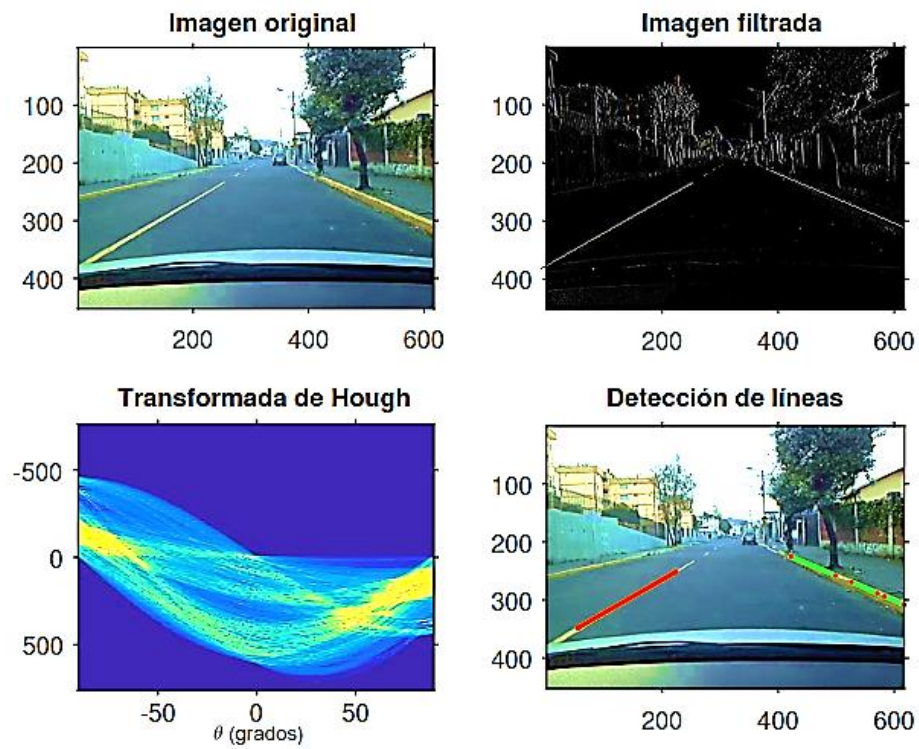 Imagen original
100
200
300
400
200 400 600
Imagen filtrada
100
200
300
400
200 400 600
Transformada de Hough
-500
0
500
-50 0 50
θ (grados)
Detección de líneas
100
200
300
400
200 400 600